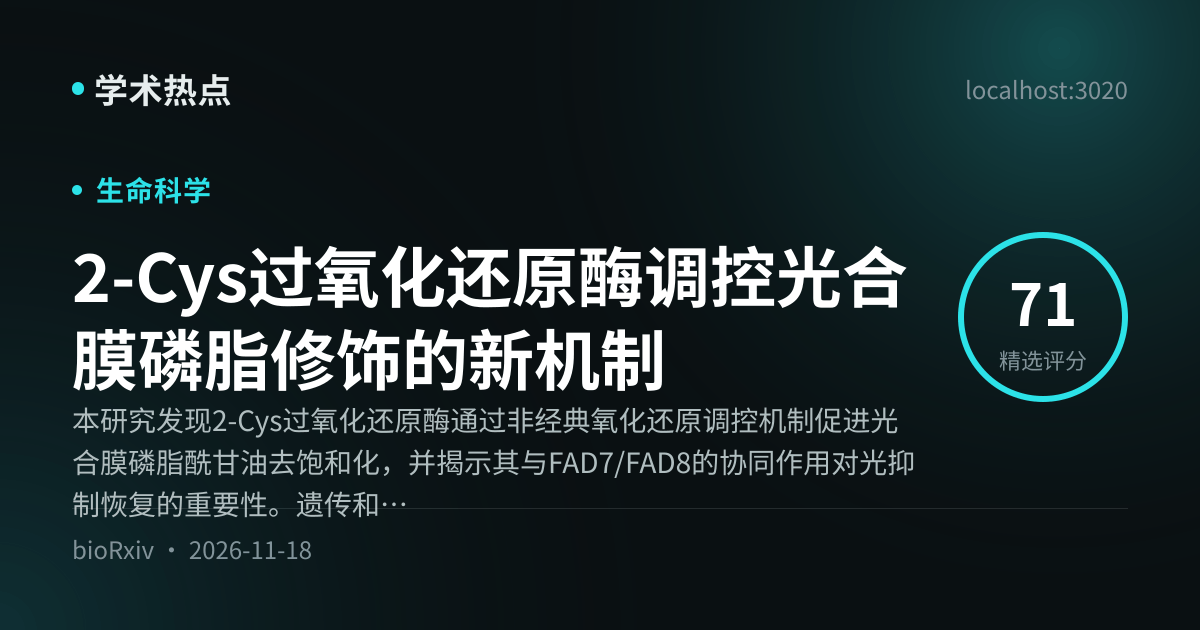 学术热点
localhost:3020
生命科学
2-Cys过氧化还原酶调控光合
膜磷脂修饰的新机制
71
精选评分
本研究发现2-Cys过氧化还原酶通过非经典氧化还原调控机制促进光
合膜磷脂酰甘油去饱和化，并揭示其与FAD7/FAD8的协同作用对光抑
制恢复的重要性。遗传和…
bioRxiv • 2026-11-18